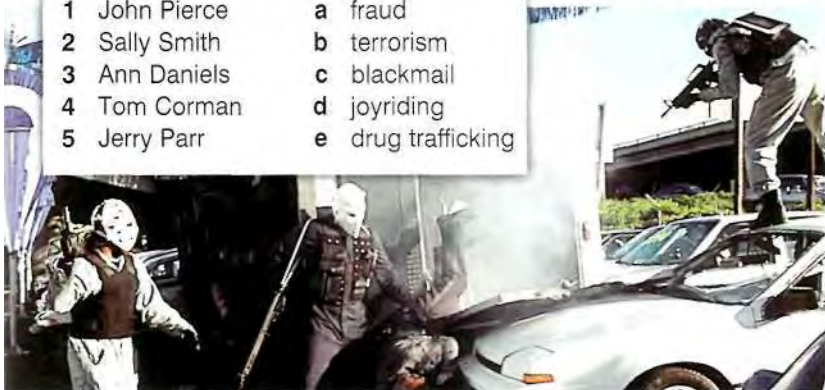 1 John Pierce a fraud
2 Sally Smith b terrorism
3 Ann Daniels c blackmail
4 Tom Corman d joyriding
5 Jerry Parr e drug trafficking